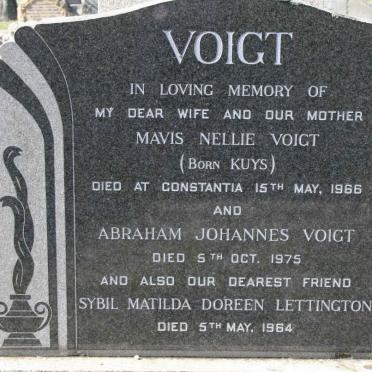 VOIGT
IN LOVING MEMORY OF
MY DEAR WIFE AND OUR MOTHER
MAVIS NELLIE VOIGT
(BORN KUYS)
DIED AT CONSTANTIA 15TH MAY, 1966
AND
ABRAHAM JOHANNES VOIGT
DIED 5TH OCT. 1975
AND ALSO OUR DEAREST FRIEND
SYBIL MATILDA DOREEN LETTINGTON
DIED 5TH MAY, 1964